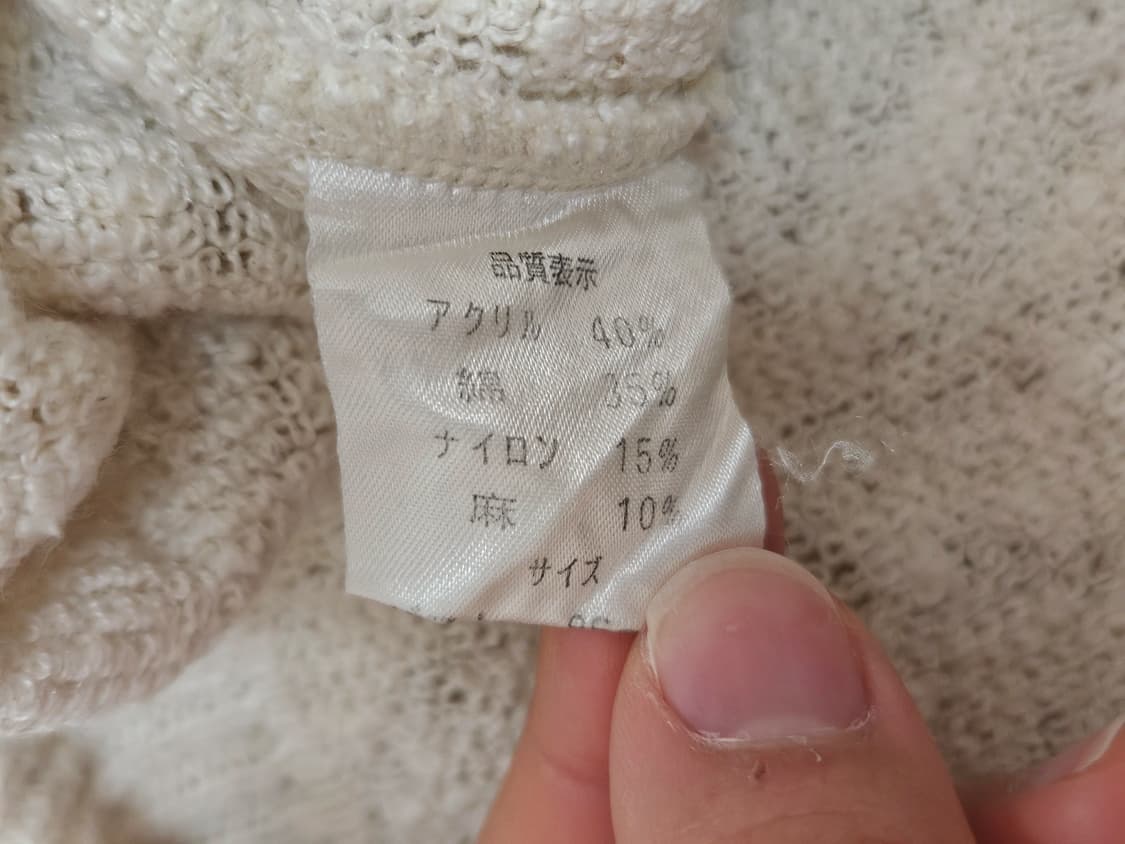 品質表示
アクリル 40%
綿 35%
ナイロン 15%
麻 10%
サイズ